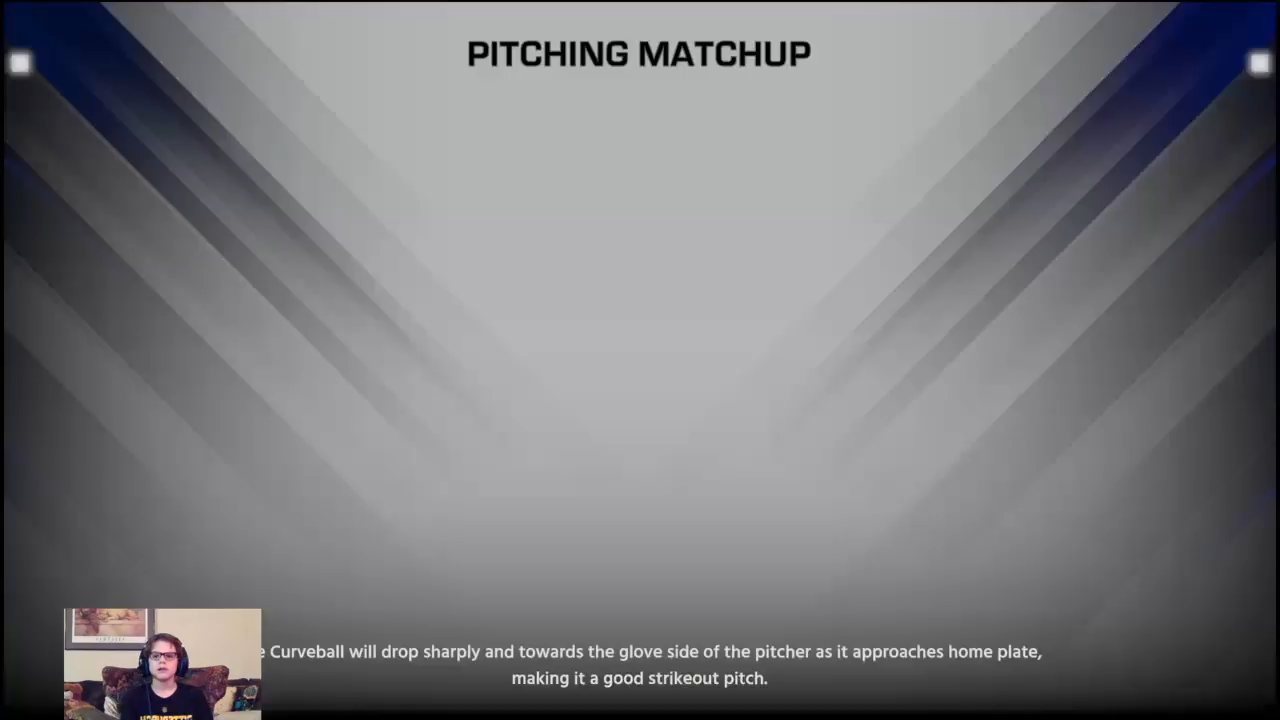 PITCHING MATCHUP
Curveball will drop sharply and towards the glove side of the pitcher as it approaches home plate,
making it a good strikeout pitch.